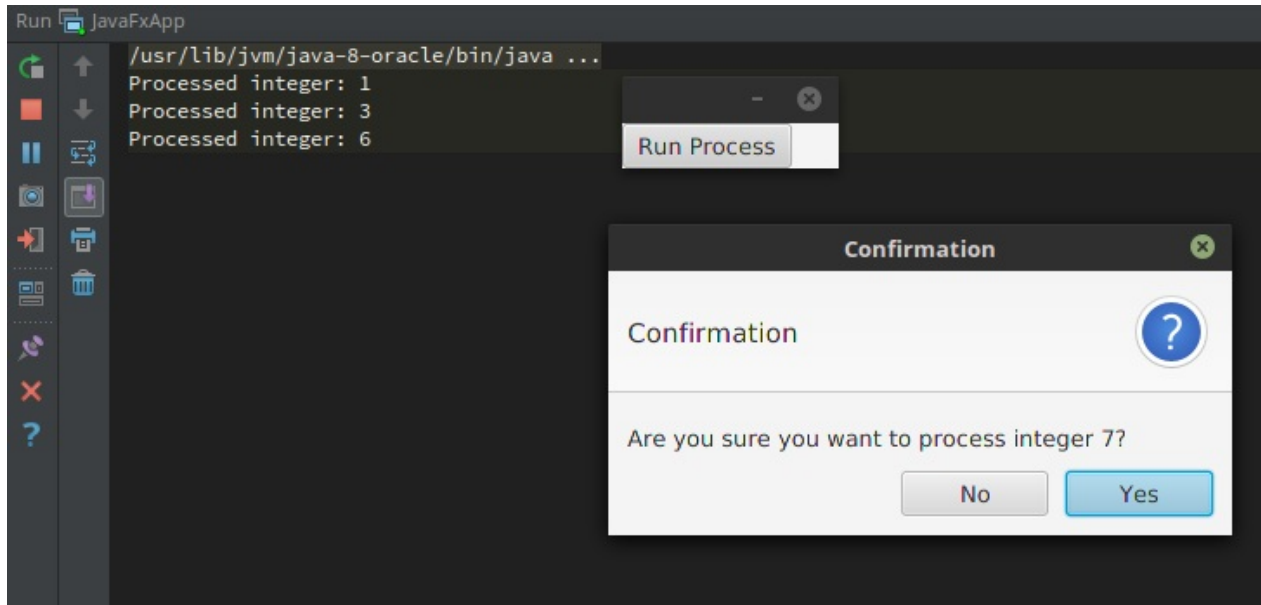 Run JavaFxApp
/usr/lib/jvm/java-8-oracle/bin/java ...
Processed integer: 1
Processed integer: 3
Processed integer: 6
Run Process
Confirmation
Confirmation
Are you sure you want to process integer 7?
No Yes